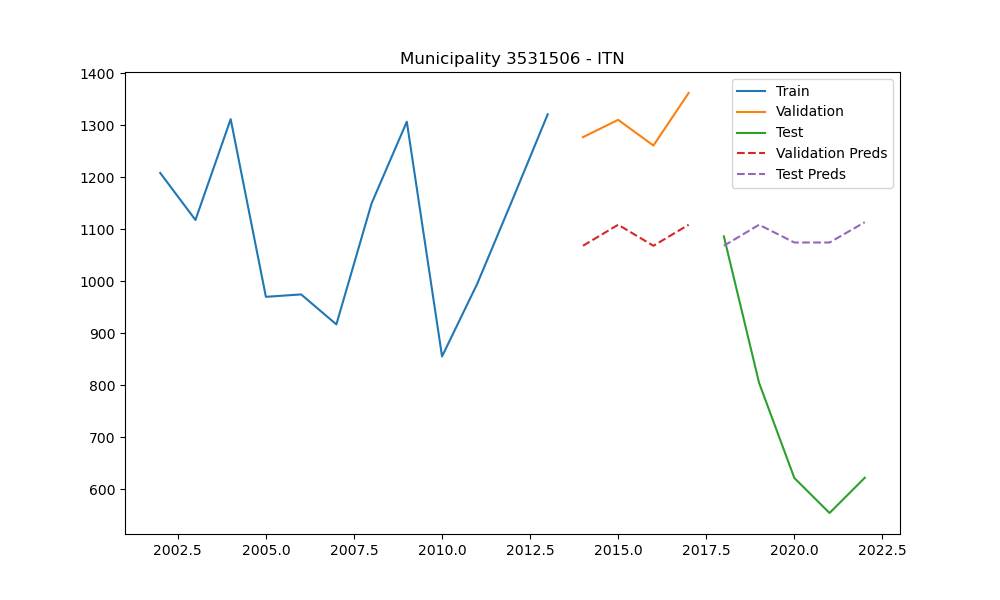 Municipality 3531506 - ITN
1400
1300
1200
1100
1000
900
800
700
600
Train
Validation
Test
Validation Preds
Test Preds
2002.5 2005.0 2007.5 2010.0 2012.5 2015.0 2017.5 2020.0 2022.5